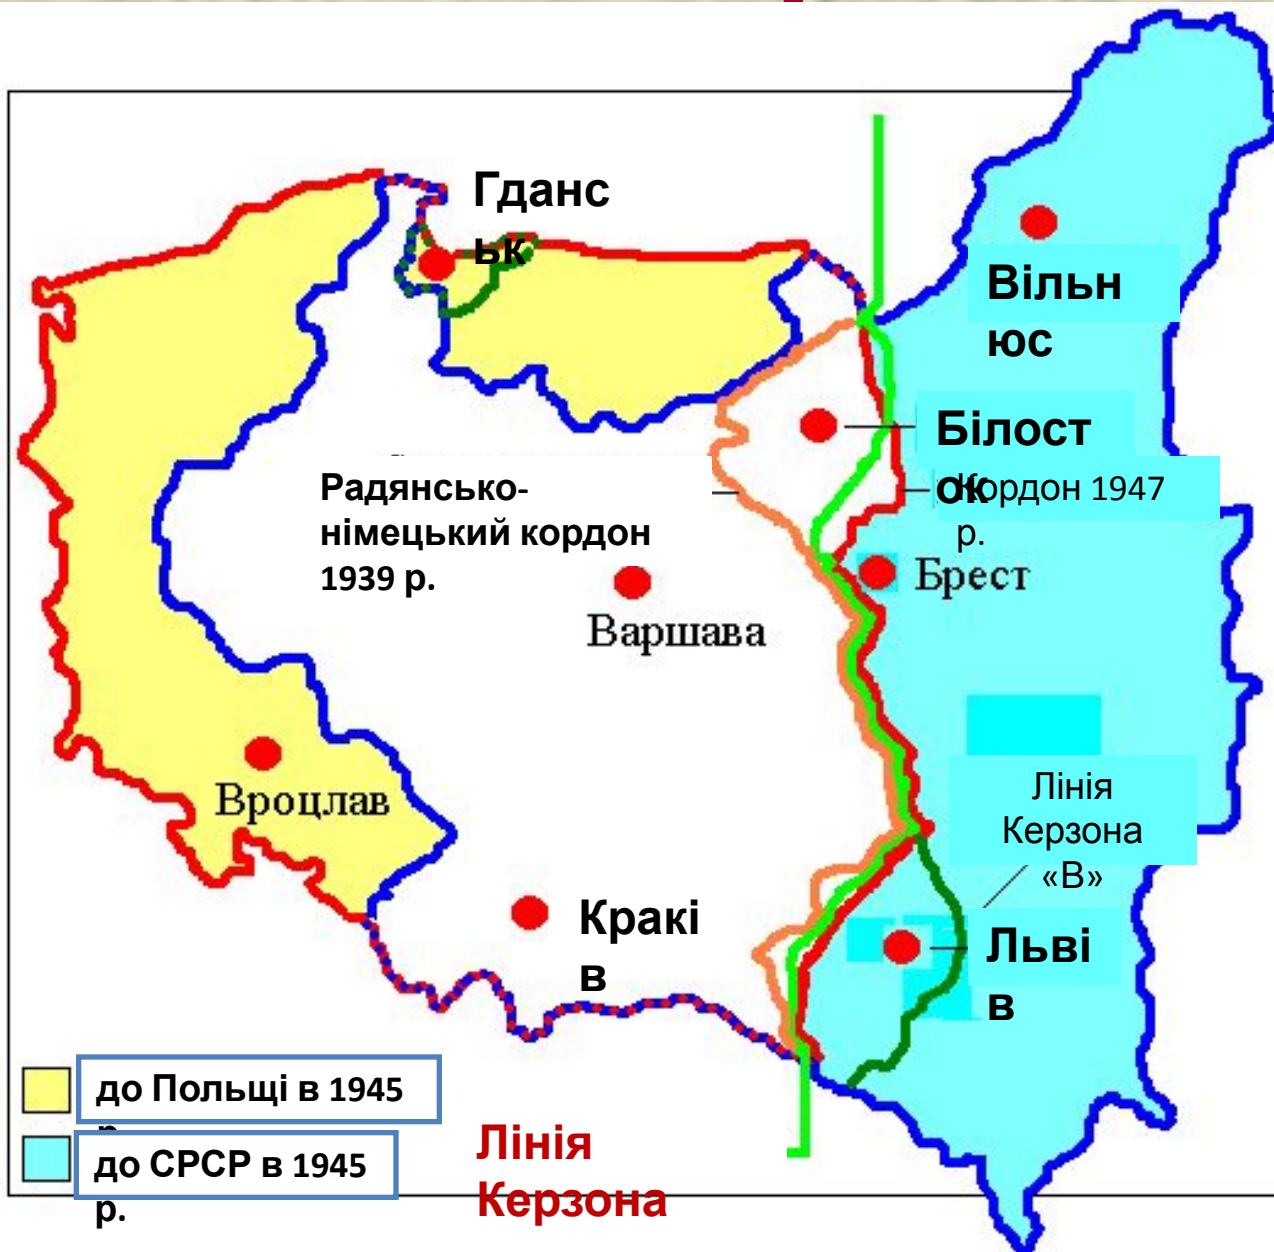 Гданс
ьк
Вільн
юс
Білост
ок
Кордон 1947
р.
Радянсько-
німецький кордон
1939 р.
Брест
Варшава
Вроцлав
Лінія
Керзона
«В»
Кракі
в
Льві
в
до Польщі в 1945
р.
до СРСР в 1945
р.
Лінія
Керзона